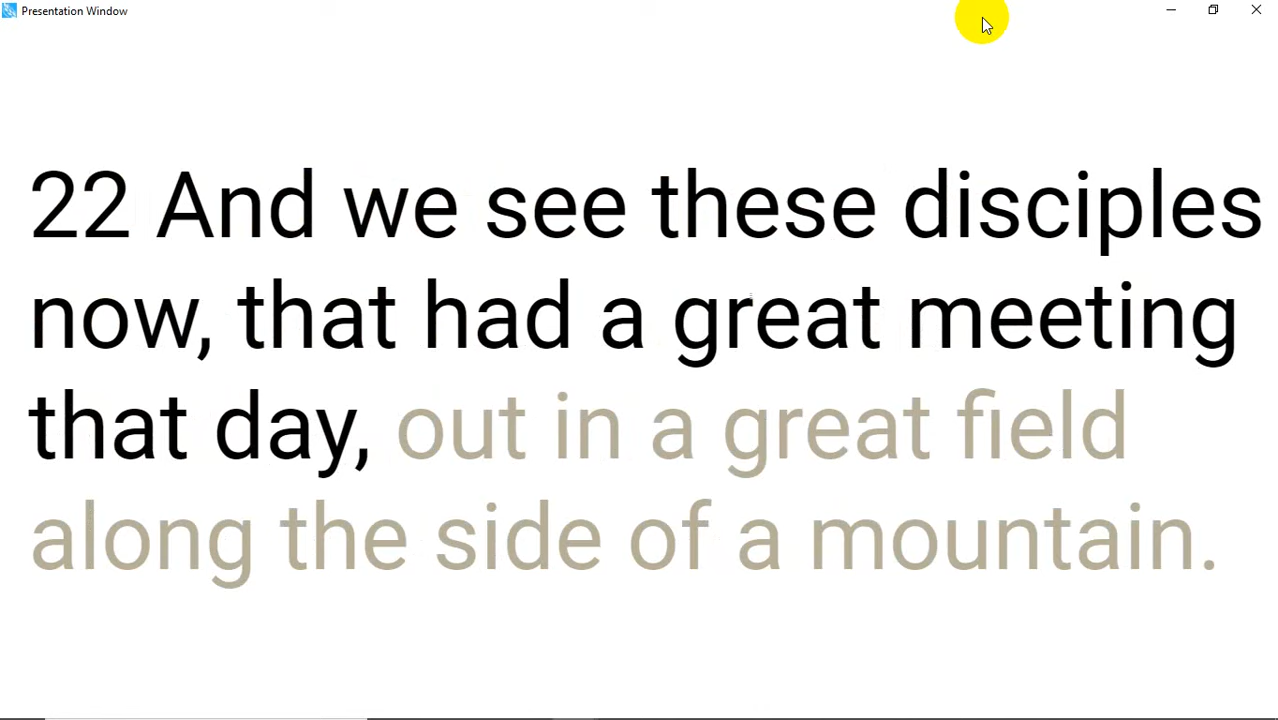 Presentation Window
22 And we see these disciples
now, that had a great meeting
that day, out in a great field
along the side of a mountain.